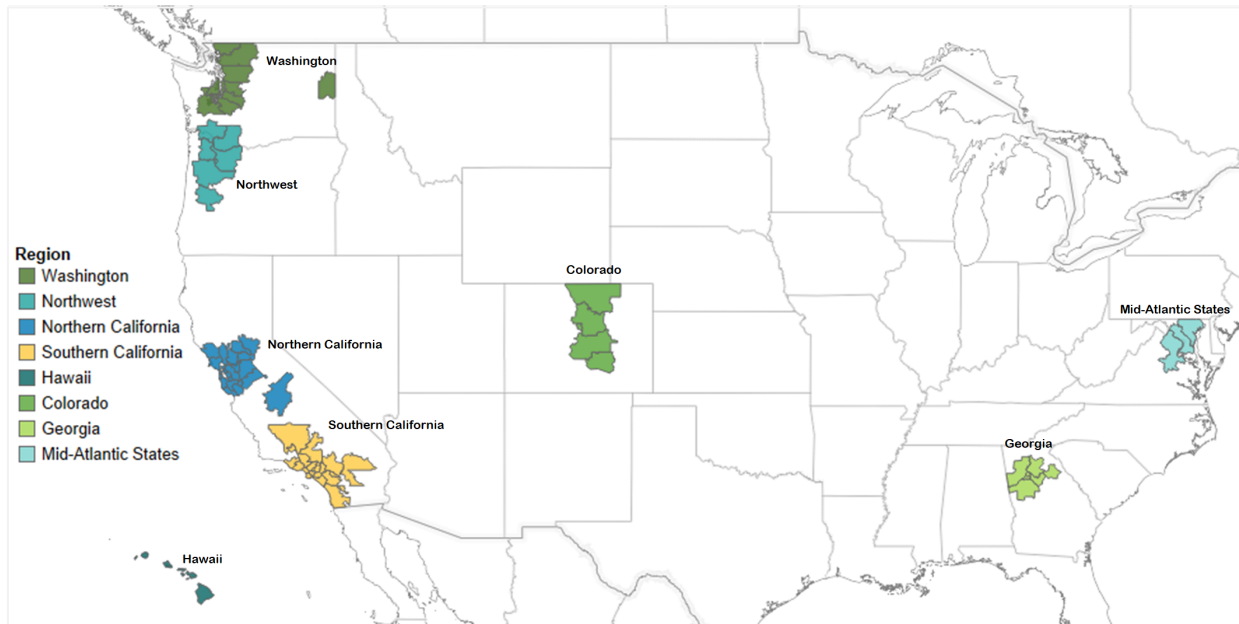 Washington
Northwest
Colorado
Mid-Atlantic States
Northern California
Southern California
Georgia
Hawaii
Region
Washington
Northwest
Northern California
Southern California
Hawaii
Colorado
Georgia
Mid-Atlantic States